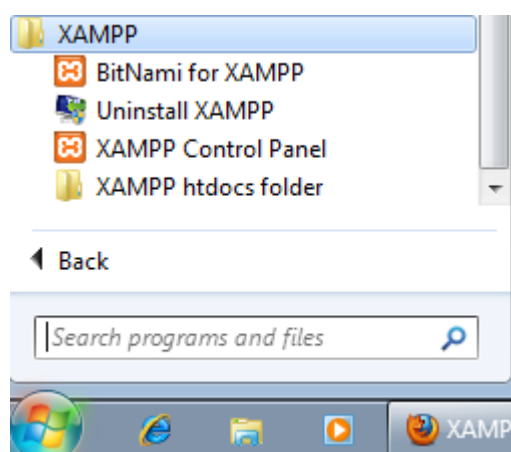 XAMPP
BitNami for XAMPP
Uninstall XAMPP
XAMPP Control Panel
XAMPP htdocs folder
Back
Search programs and files
XAMP